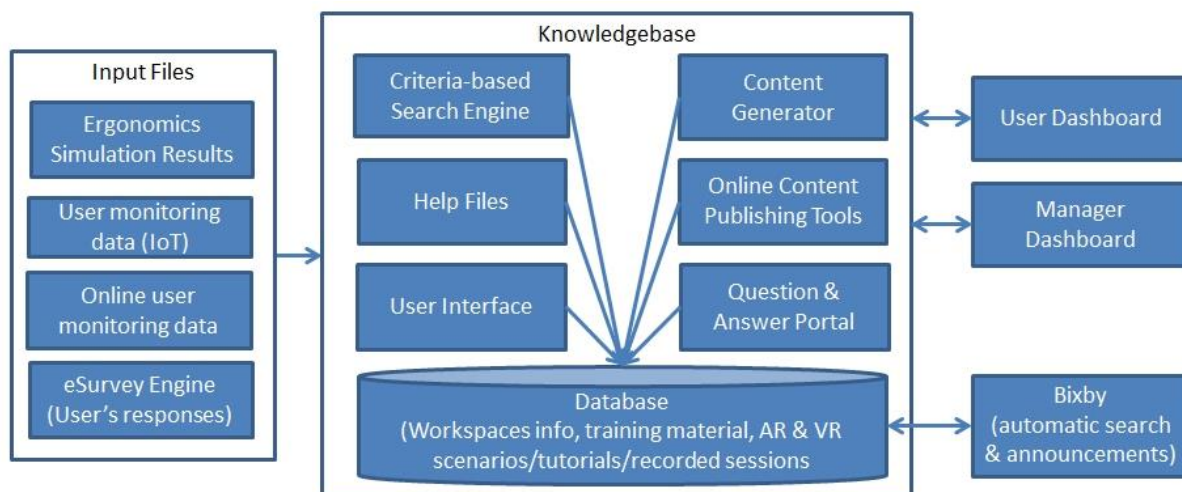 Input Files
Ergonomics
Simulation Results
User monitoring
data (IoT)
Online user
monitoring data
eSurvey Engine
(User's responses)
Knowledgebase
Criteria-based
Search Engine
Content
Generator
Help Files
Online Content
Publishing Tools
User Interface
Question &
Answer Portal
Database
(Workspaces info, training material, AR & VR
scenarios/tutorials/recorded sessions
User Dashboard
Manager
Dashboard
Bixby
(automatic search
& announcements)